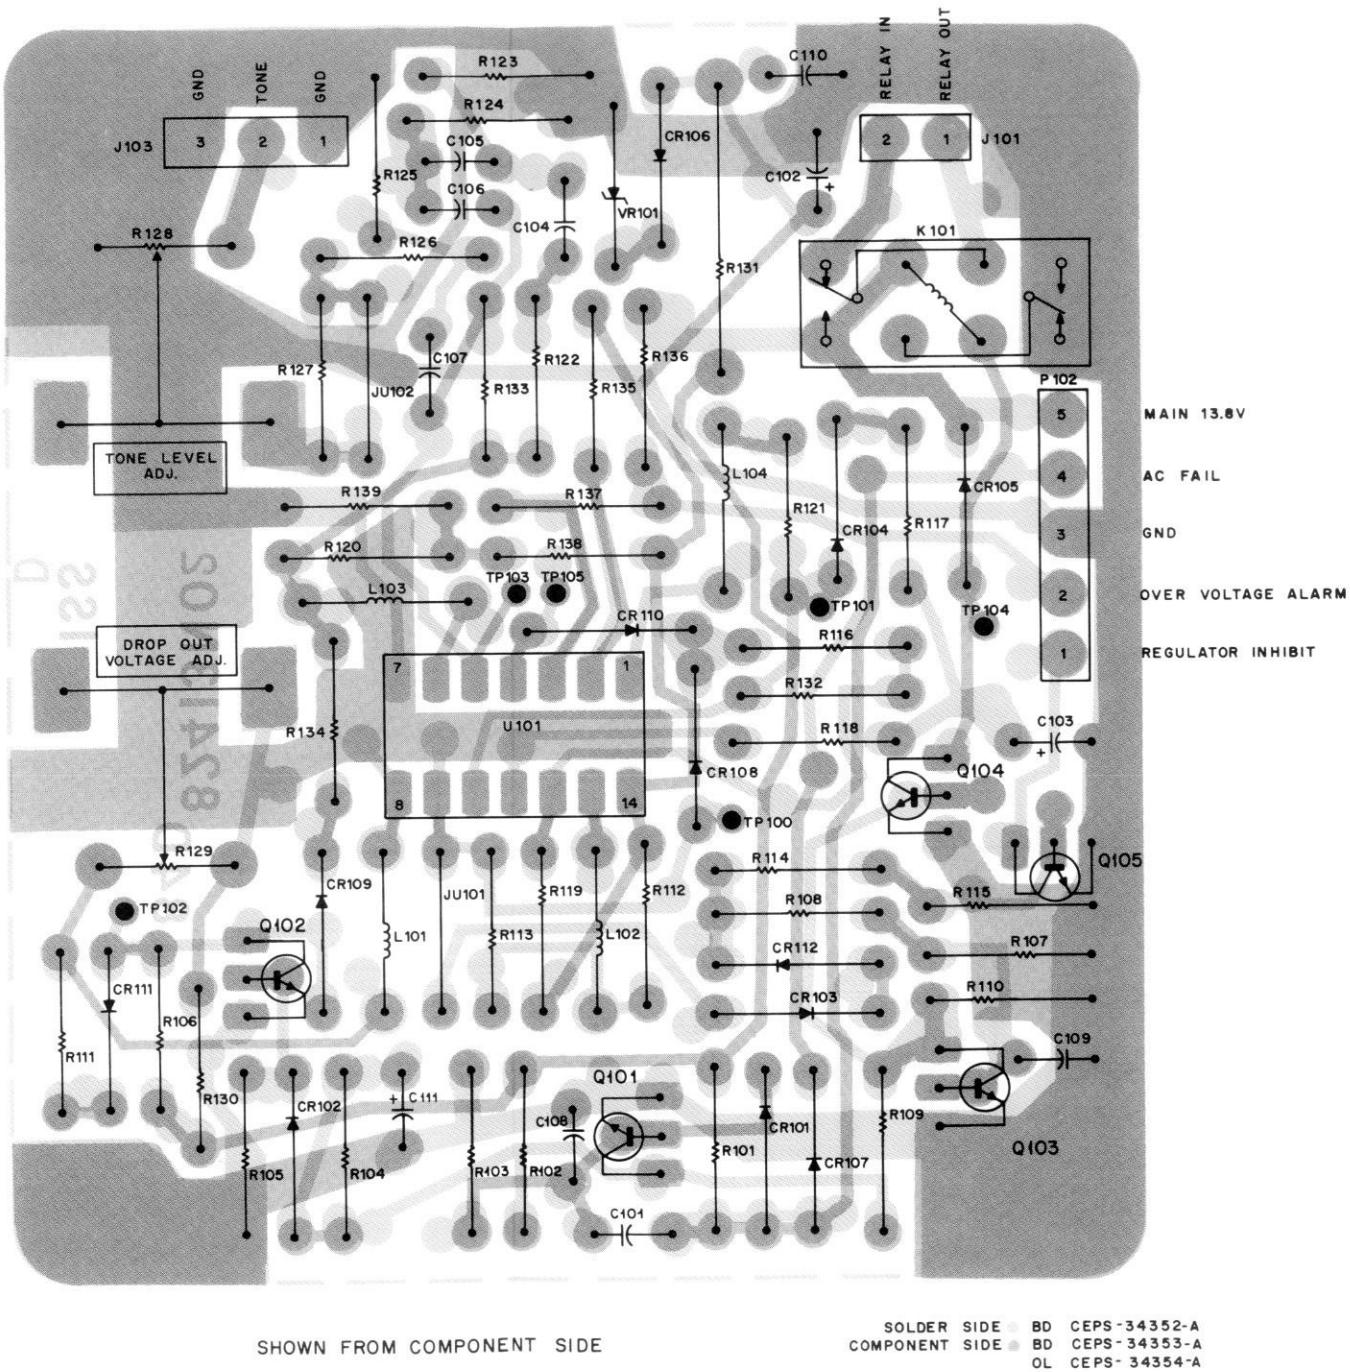 RELAY IN
RELAY OUT
C110
R123
GND
TONE
GND
R124
J103
3
2
1
C105
CR106
2
1
J101
R125
C106
C102
+
VR101
C104
R128
R126
K101
R131
C107
R122
R136
R127
JU102
R133
R135
P102
5
MAIN 13.8V
TONE LEVEL
ADJ.
L104
4
AC FAIL
R139
R137
R121
CR104
R117
CR105
3
GND
R120
R138
82413N02
D
ISS
TP103
TP105
L103
TP101
TP104
2
OVER VOLTAGE ALARM
CR110
DROP OUT
VOLTAGE ADJ.
R116
1
REGULATOR INHIBIT
7
1
R132
U101
R134
R118
C103
+
CR108
Q104
8
14
TP100
R129
R114
Q105
CR109
JU101
R119
R112
R115
TP102
Q102
R108
L101
R113
L102
CR112
R107
CR111
R110
CR103
R106
R111
C109
Q101
R130
CR102
+
C111
C108
CR101
R109
R105
R104
R103
R102
R101
CR107
Q103
C101
SHOWN FROM COMPONENT SIDE
SOLDER SIDE BD CEPS-34352-A
COMPONENT SIDE BD CEPS-34353-A
OL CEPS-34354-A